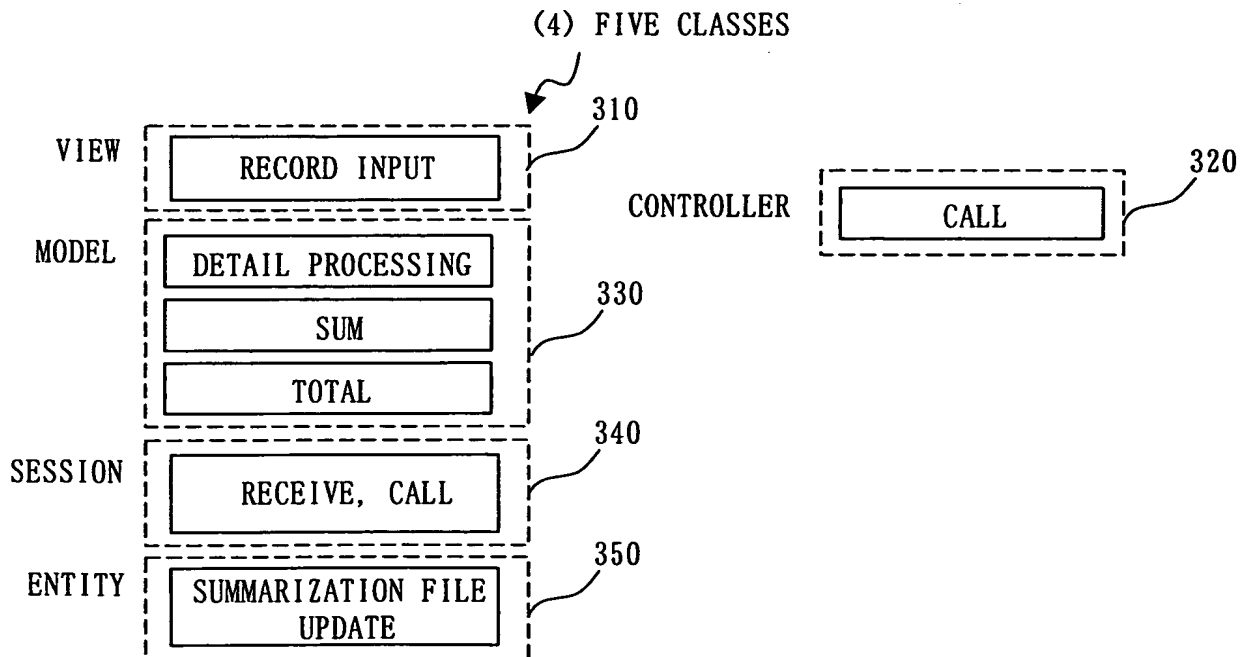 (4) FIVE CLASSES
310
VIEW
RECORD INPUT
320
CONTROLLER
CALL
MODEL
DETAIL PROCESSING
330
SUM
TOTAL
340
SESSION
RECEIVE, CALL
350
ENTITY
SUMMARIZATION FILE
UPDATE